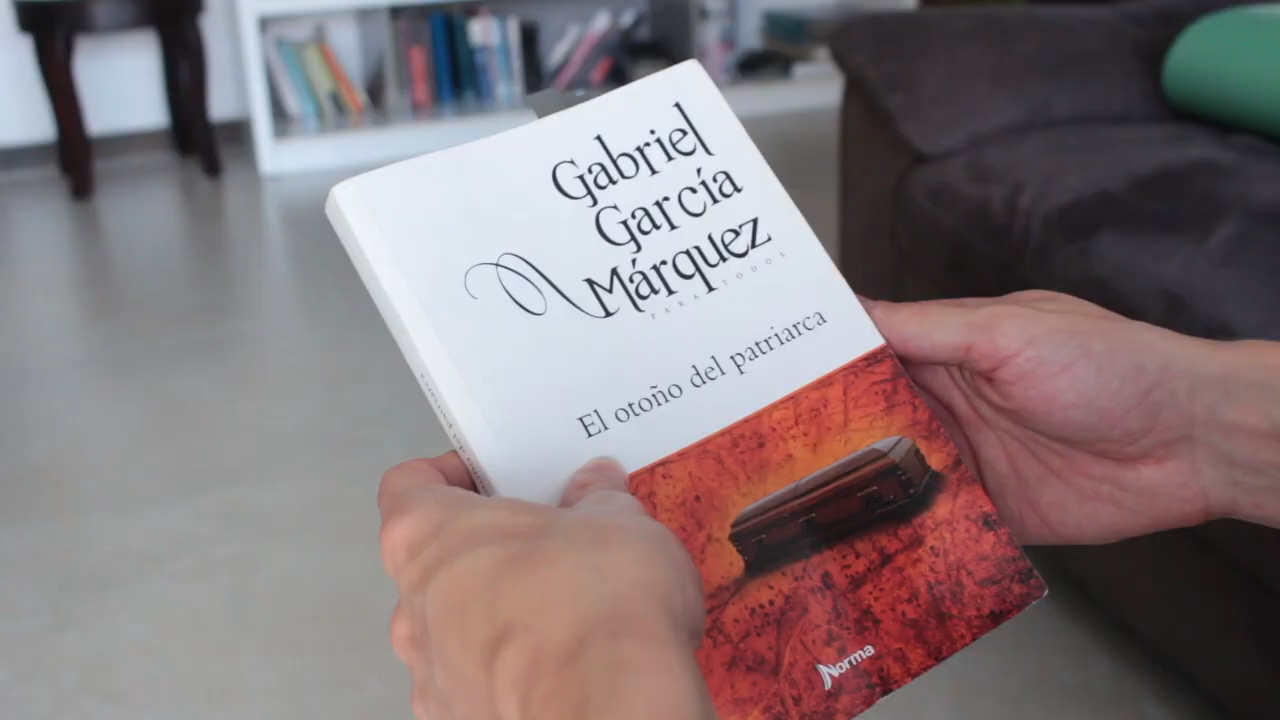 Gabriel
García
Márquez
PARA TODOS
El otoño del patriarca
Norma